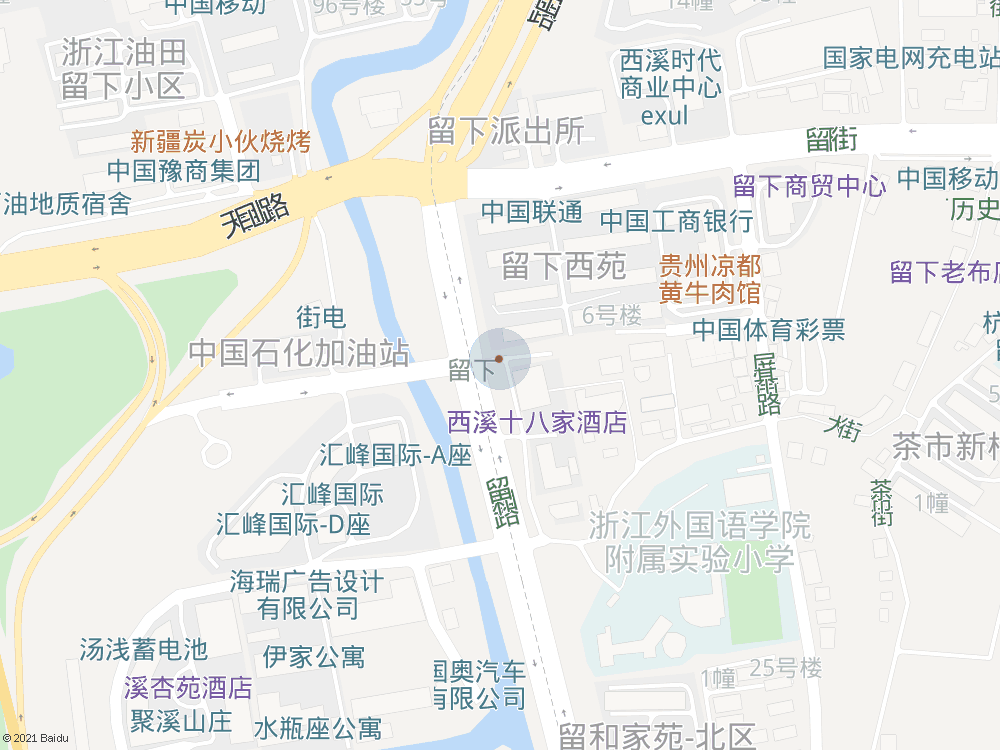 中国移动
96号楼
14幢
浙江油田
留下小区
西溪时代
商业中心
exul
国家电网充电站
新疆炭小伙烧烤
留下派出所
留街
中国豫商集团
油地质宿舍
天目山路
留下商贸中心
中国移动
历史
中国联通
中国工商银行
留下西苑
贵州凉都
黄牛肉馆
留下老布店
街电
6号楼
中国体育彩票
杭
中国石化加油站
留下
西溪十八家酒店
大街
茶市新村
汇峰国际-A座
汇峰国际
汇峰国际-D座
留和路
茶市街
1幢
浙江外国语学院
附属实验小学
海瑞广告设计
有限公司
汤浅蓄电池
伊家公寓
国奥汽车
有限公司
1幢
25号楼
溪杏苑酒店
聚溪山庄
水瓶座公寓
留和家苑-北区
© 2021 Baidu